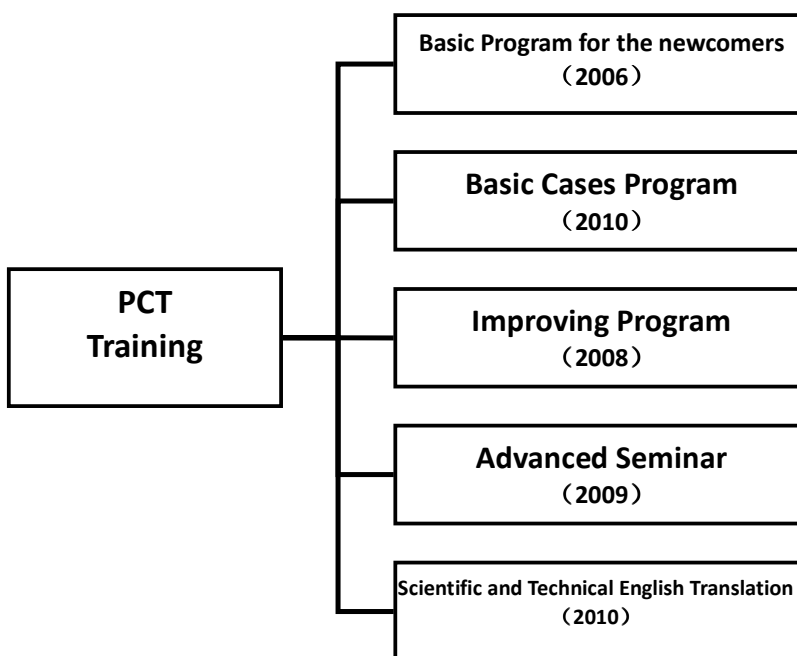 Basic Program for the newcomers
（2006）
Basic Cases Program
（2010）
PCT
Training
Improving Program
（2008）
Advanced Seminar
（2009）
Scientific and Technical English Translation
（2010）